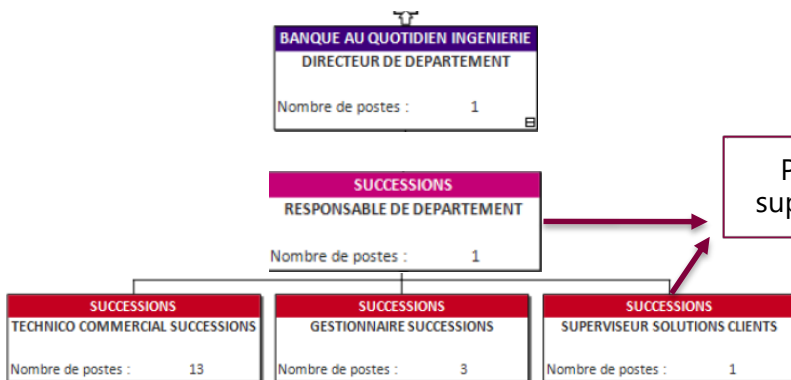 BANQUE AU QUOTIDIEN INGENIERIE
DIRECTEUR DE DEPARTEMENT
Nombre de postes : 1
SUCCESSIONS
RESPONSABLE DE DEPARTEMENT
Nombre de postes : 1
SUCCESSIONS
TECHNICO COMMERCIAL SUCCESSIONS
Nombre de postes : 13
SUCCESSIONS
GESTIONNAIRE SUCCESSIONS
Nombre de postes : 3
SUCCESSIONS
SUPERVISEUR SOLUTIONS CLIENTS
Nombre de postes : 1